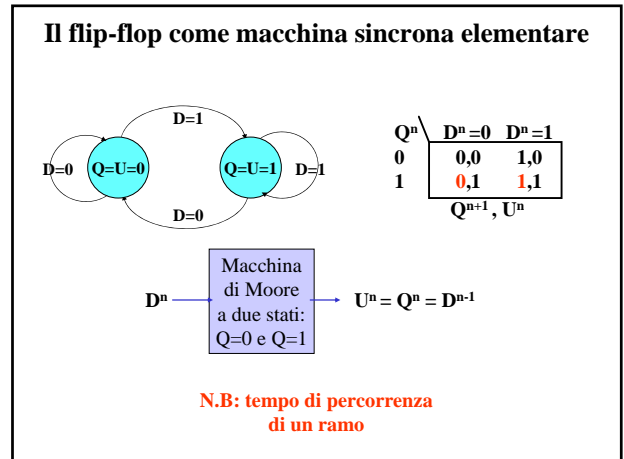 Il flip-flop come macchina sincrona elementare
D=1
D=0 Q=U=0 Q=U=1 D=1
D=0
Qⁿ Dⁿ=0 Dⁿ=1
0 0,0 1,0
1 0,1 1,1
Qⁿ⁺¹ , Uⁿ
Macchina
di Moore
a due stati:
Q=0 e Q=1
Dⁿ
Uⁿ = Qⁿ = Dⁿ⁻¹
N.B: tempo di percorrenza
di un ramo